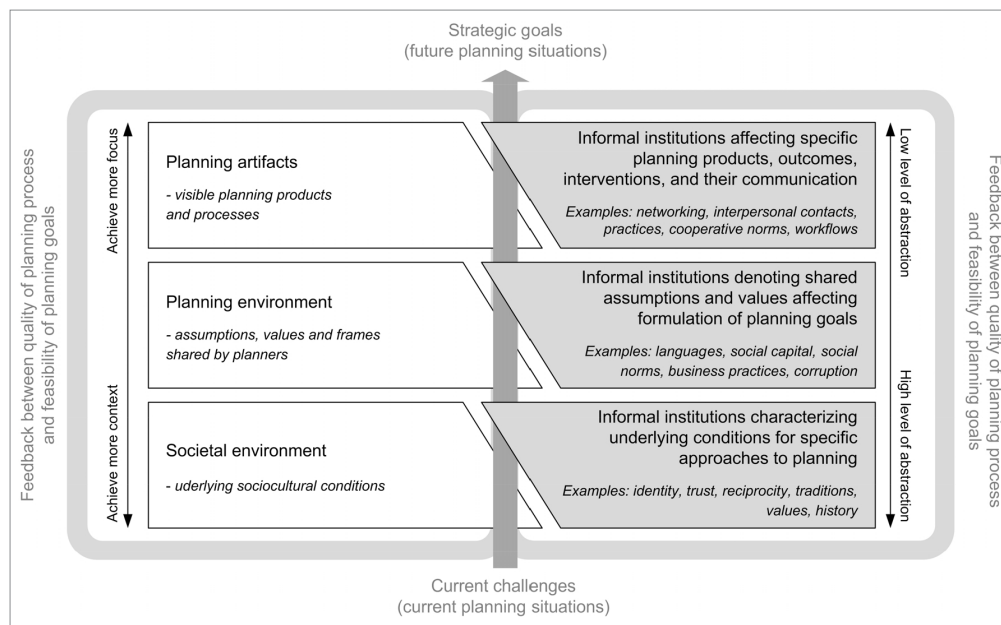 Strategic goals
(future planning situations)
Feedback between quality of planning process
and feasibility of planning goals
Achieve more focus
Achieve more context
Planning artifacts
- visible planning products
and processes
Informal institutions affecting specific
planning products, outcomes,
interventions, and their communication
Examples: networking, interpersonal contacts,
practices, cooperative norms, workflows
Planning environment
- assumptions, values and frames
shared by planners
Informal institutions denoting shared
assumptions and values affecting
formulation of planning goals
Examples: languages, social capital, social
norms, business practices, corruption
Societal environment
- uderlying sociocultural conditions
Informal institutions characterizing
underlying conditions for specific
approaches to planning
Examples: identity, trust, reciprocity, traditions,
values, history
Low level of abstraction
High level of abstraction
Feedback between quality of planning process
and feasibility of planning goals
Current challenges
(current planning situations)